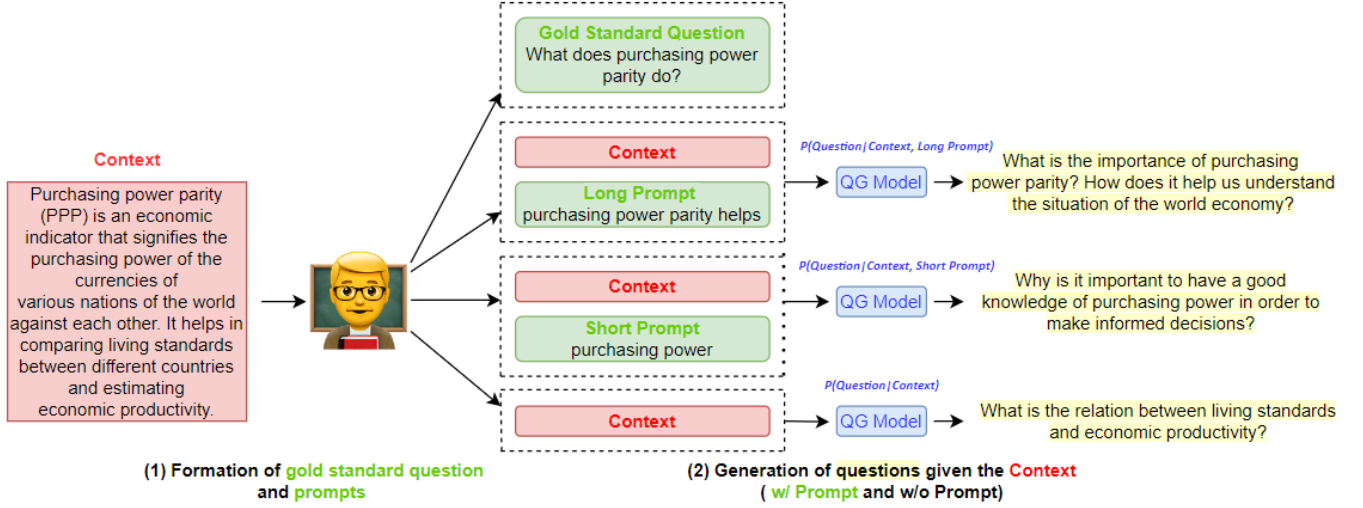 Context
Purchasing power parity
(PPP) is an economic
indicator that signifies the
purchasing power of the
currencies of
various nations of the world
against each other. It helps in
comparing living standards
between different countries
and estimating
economic productivity.
Gold Standard Question
What does purchasing power
parity do?
Context
Long Prompt
purchasing power parity helps
P(Question|Context, Long Prompt)
QG Model
What is the importance of purchasing
power parity? How does it help us understand
the situation of the world economy?
Context
Short Prompt
purchasing power
P(Question|Context, Short Prompt)
QG Model
Why is it important to have a good
knowledge of purchasing power in order to
make informed decisions?
Context
P(Question|Context)
QG Model
What is the relation between living standards
and economic productivity?
(1) Formation of gold standard question
and prompts
(2) Generation of questions given the Context
( w/ Prompt and w/o Prompt)